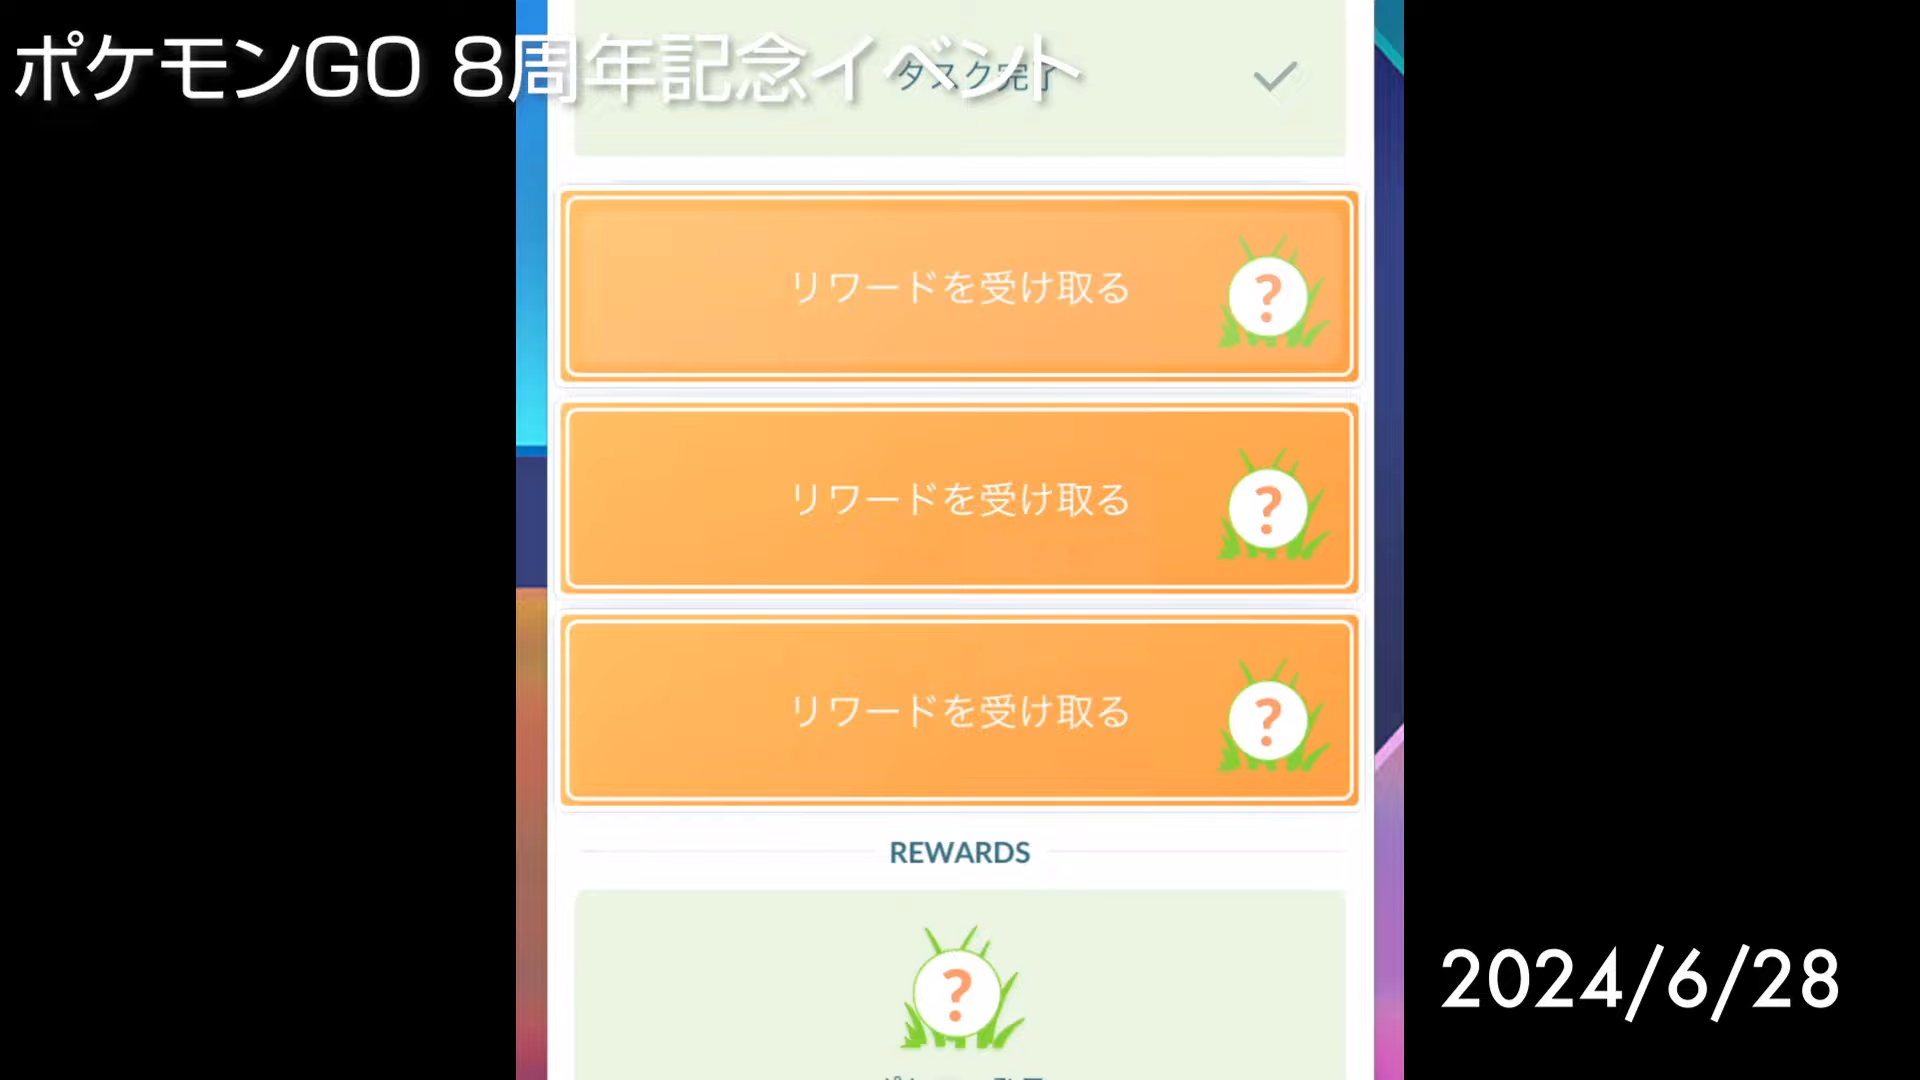 ポケモンGO 8周年記念イベント
タスク完了
リワードを受け取る
?
リワードを受け取る
?
リワードを受け取る
?
REWARDS
?
2024/6/28